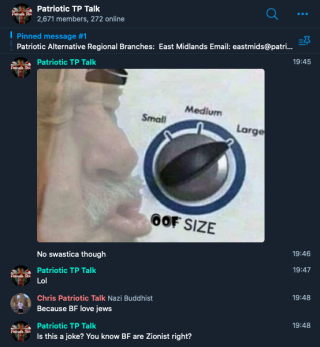 Patriotic TP Talk
2,671 members, 272 online
Pinned message #1
Patriotic Alternative Regional Branches: East Midlands Email: eastmids@patri...
Patriotic TP Talk
19:45
Small
Medium
Large
OOF SIZE
No swastica though
19:46
Patriotic TP Talk
19:47
Lol
Chris Patriotic Talk Nazi Buddhist
19:48
Because BF love jews
Patriotic TP Talk
19:48
Is this a joke? You know BF are Zionist right?